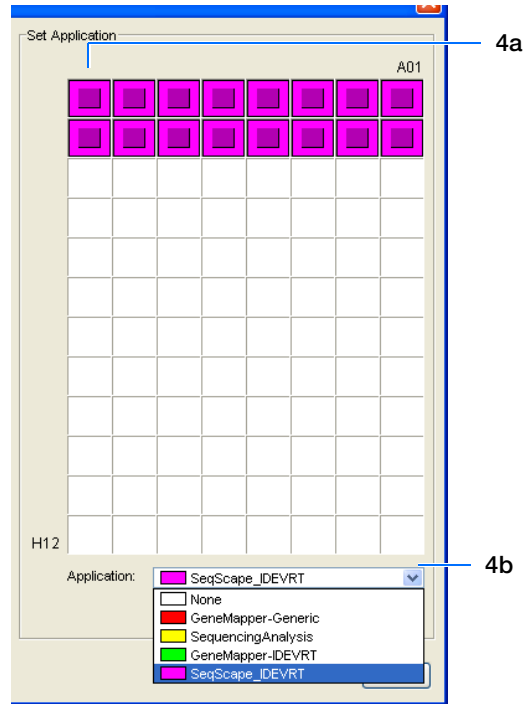 Set Application
4a
A01
H12
4b
Application: SeqScape_IDEVRT
None
GeneMapper-Generic
SequencingAnalysis
GeneMapper-IDEVRT
SeqScape_IDEVRT